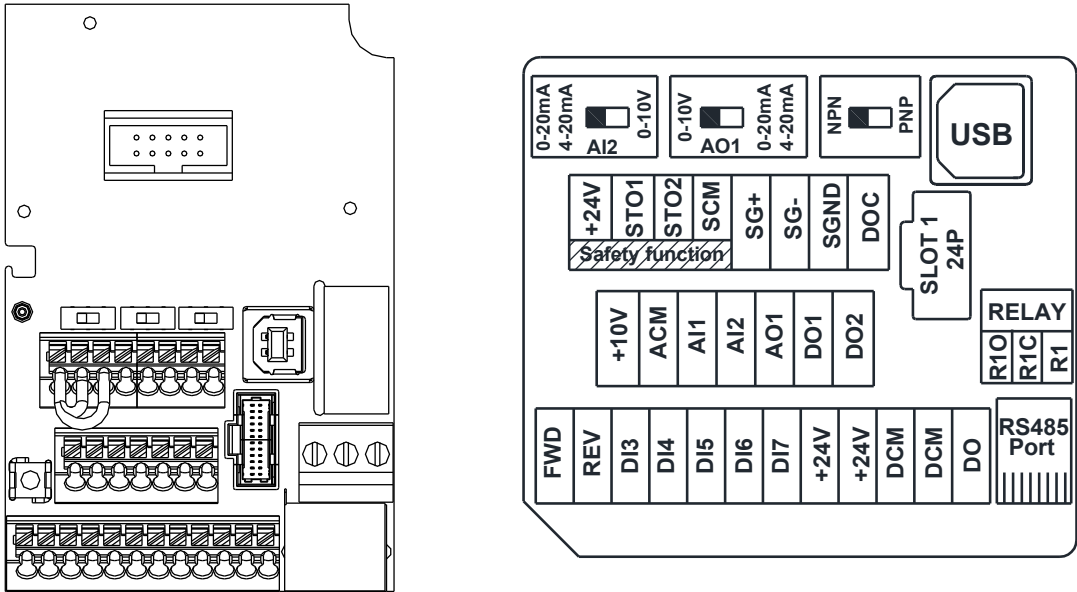 0-20mA
4-20mA
AI2
0-10V
0-10V
AO1
0-20mA
4-20mA
NPN
PNP
USB
+24V
STO1
STO2
SCM
SG+
SG-
SGND
DOC
Safety function
SLOT 1
24P
+10V
ACM
AI1
AI2
AO1
DO1
DO2
RELAY
R1O
R1C
R1
FWD
REV
DI3
DI4
DI5
DI6
DI7
+24V
+24V
DCM
DCM
DO
RS485
Port